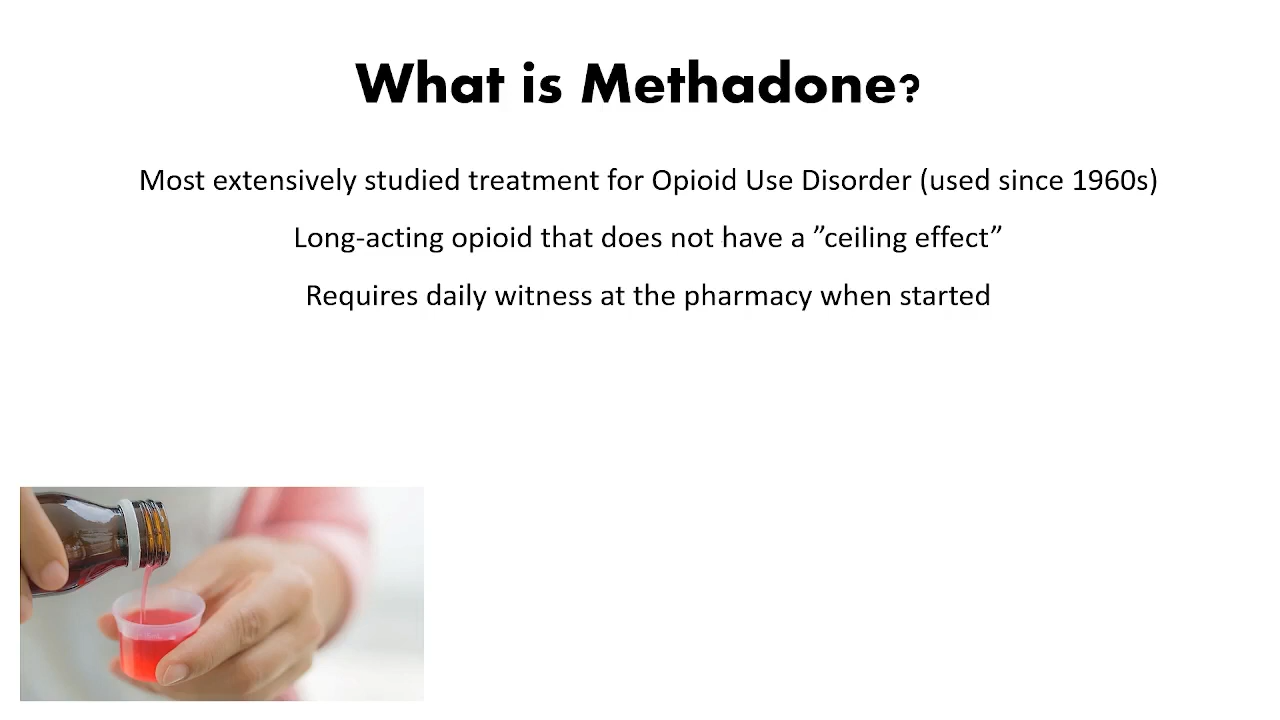 What is Methadone?
Most extensively studied treatment for Opioid Use Disorder (used since 1960s)
Long-acting opioid that does not have a ”ceiling effect”
Requires daily witness at the pharmacy when started